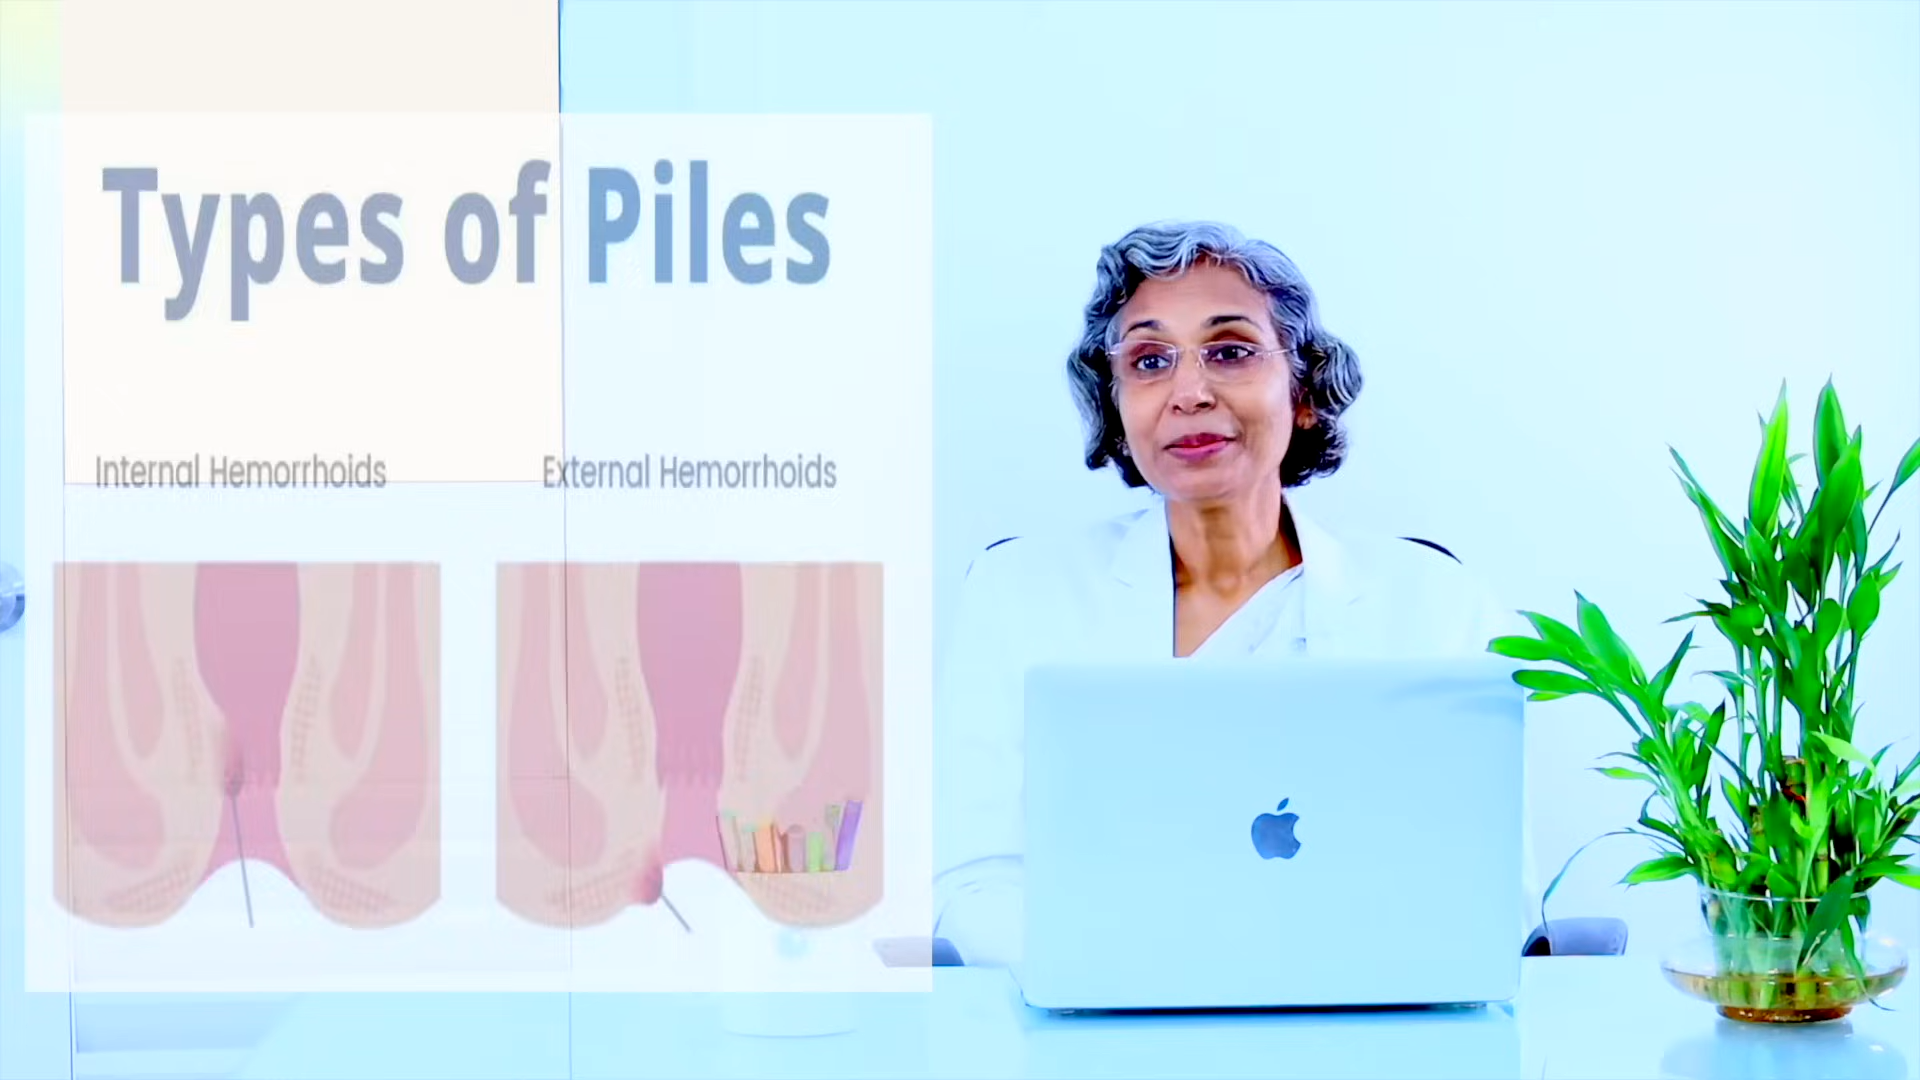 Types of Piles
Internal Hemorrhoids
External Hemorrhoids